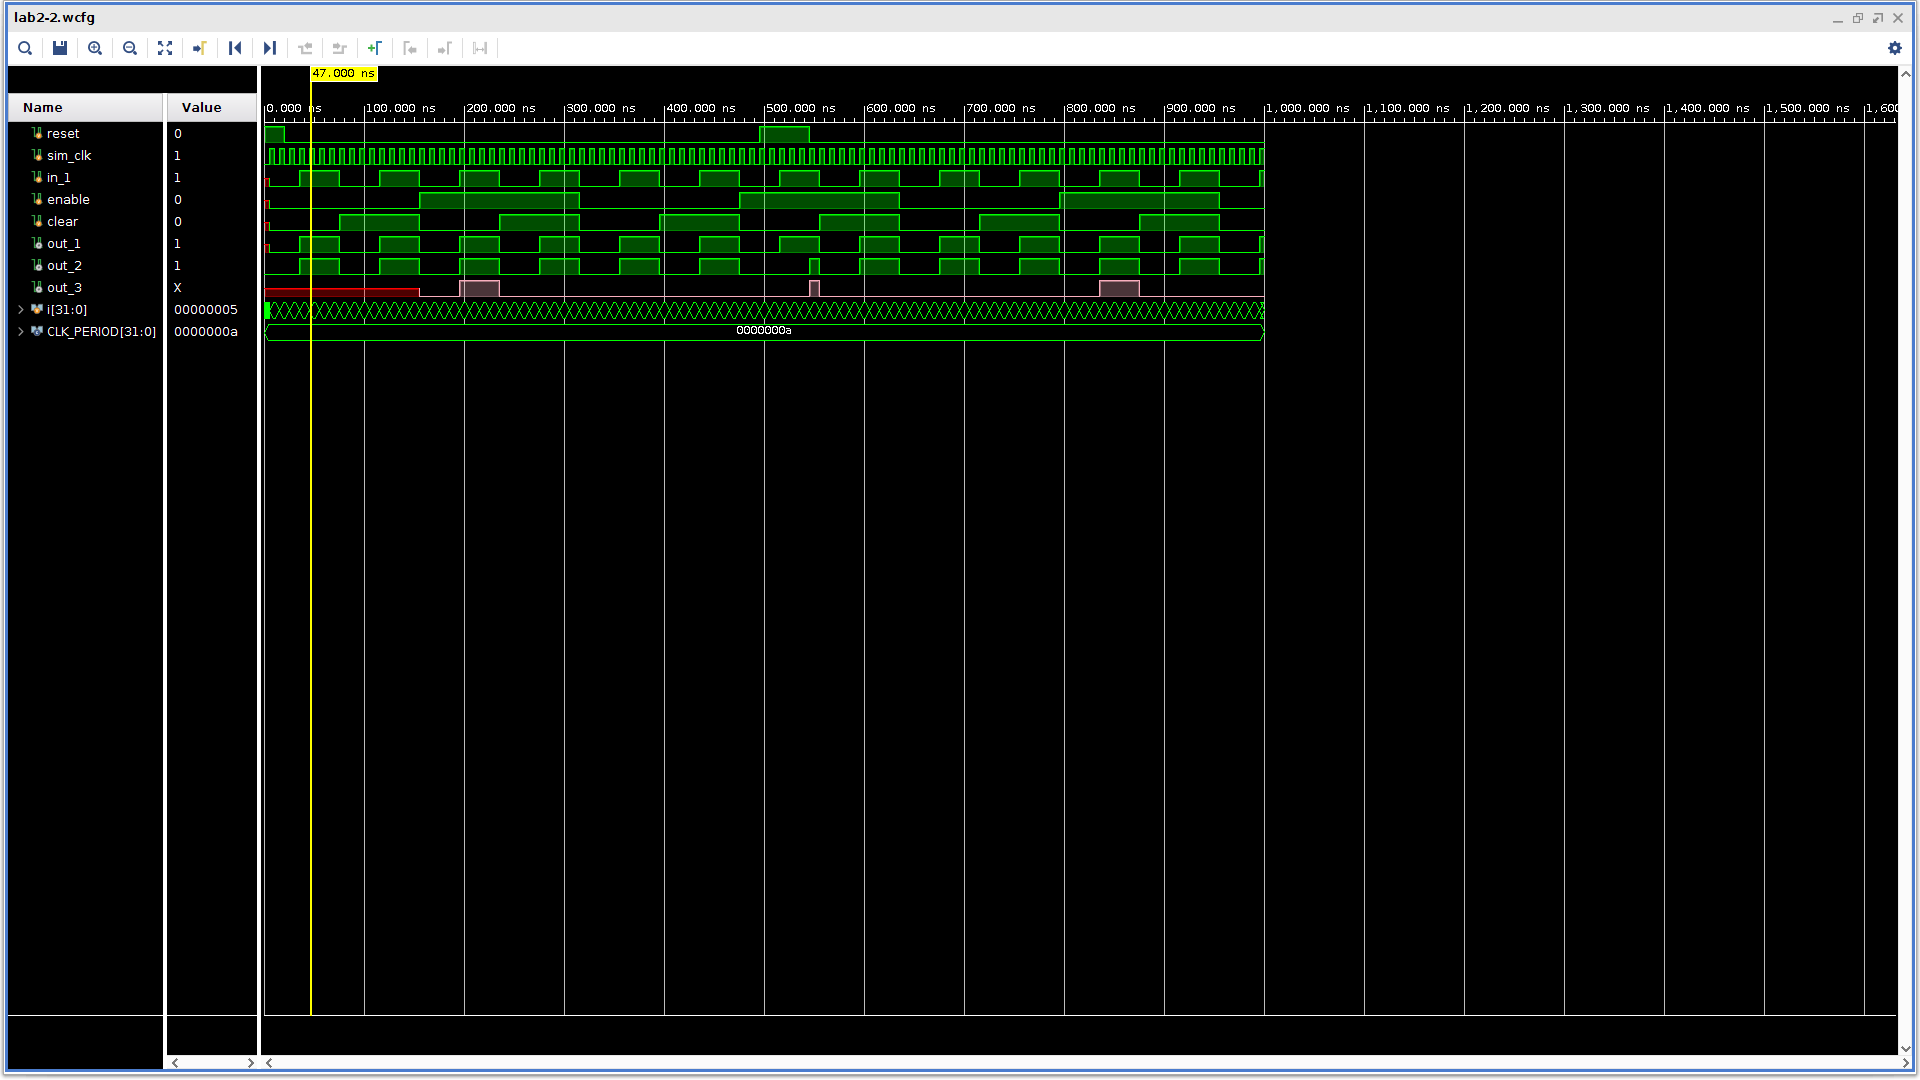 lab2-2.wcfg
47.000 ns
Name Value
0.000 ns 100.000 ns 200.000 ns 300.000 ns 400.000 ns 500.000 ns 600.000 ns 700.000 ns 800.000 ns 900.000 ns 1,000.000 ns 1,100.000 ns 1,200.000 ns 1,300.000 ns 1,400.000 ns 1,500.000 ns 1,600
reset 0
sim_clk 1
in_1 1
enable 0
clear 0
out_1 1
out_2 1
out_3 X
i[31:0] 00000005
CLK_PERIOD[31:0] 0000000a 0000000a